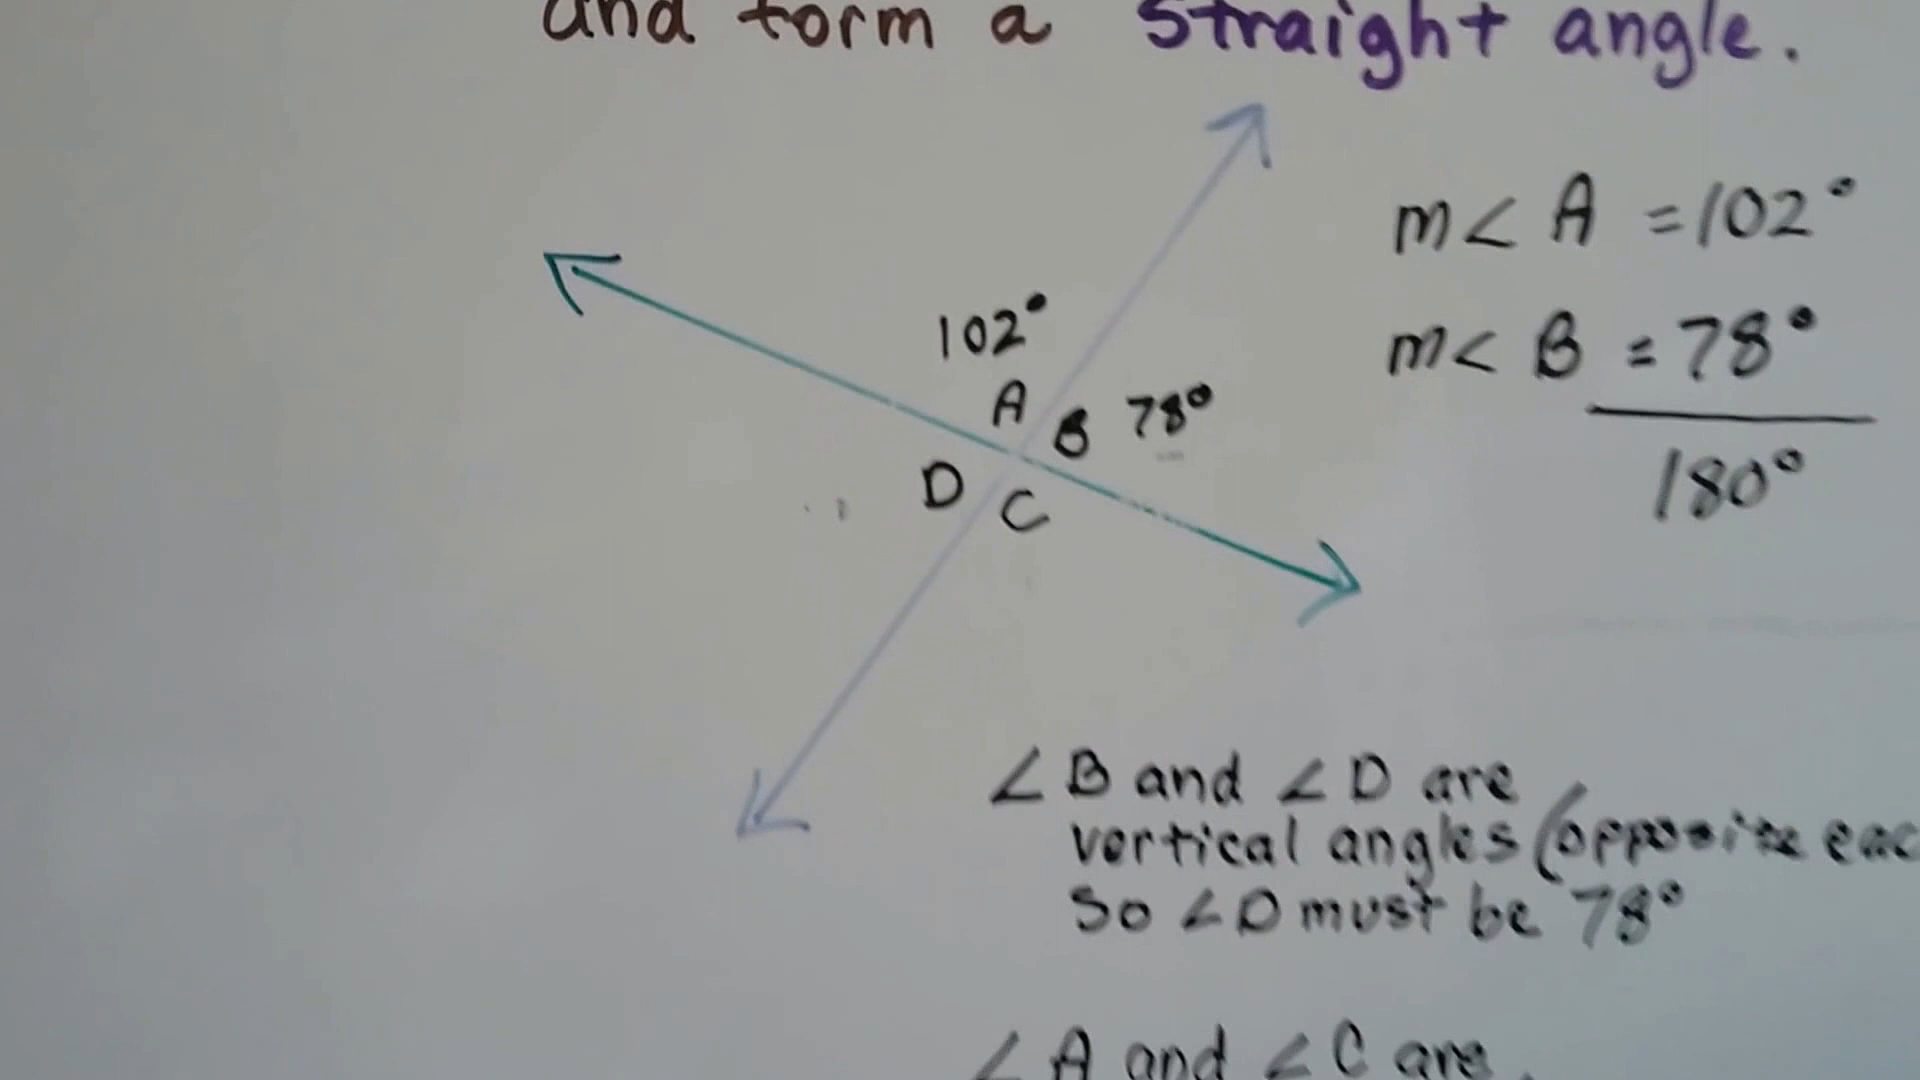 and form a straight angle.
m∠ A = 102°
102°
m< B = 78°
A
B 78°
180°
D
C
∠ B and ∠ D are
vertical angles (opposite eac
So ∠D must be 78°
∠ A and ∠ C are